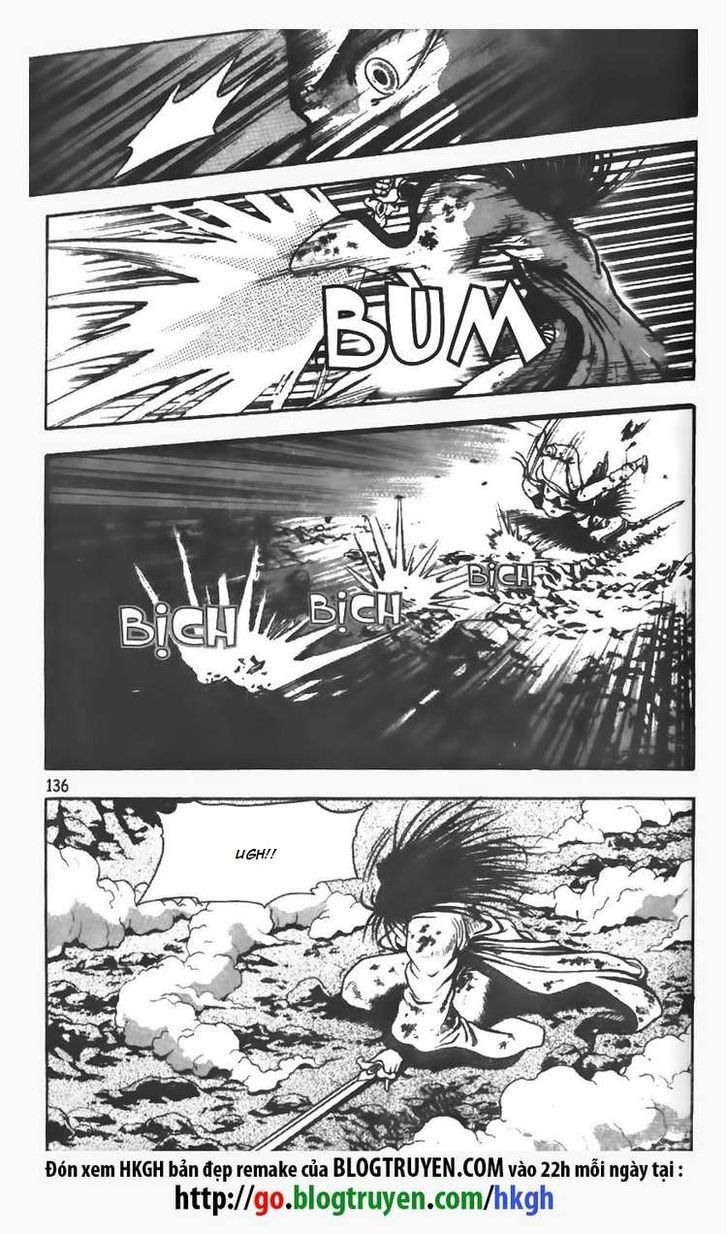 BÙM
BỊCH
BỊCH
BỊCH
136
UGH!!
Đón xem HKGH bản đẹp remake của BLOGTRUYEN.COM vào 22h mỗi ngày tại :
http://go.blogtruyen.com/hkgh